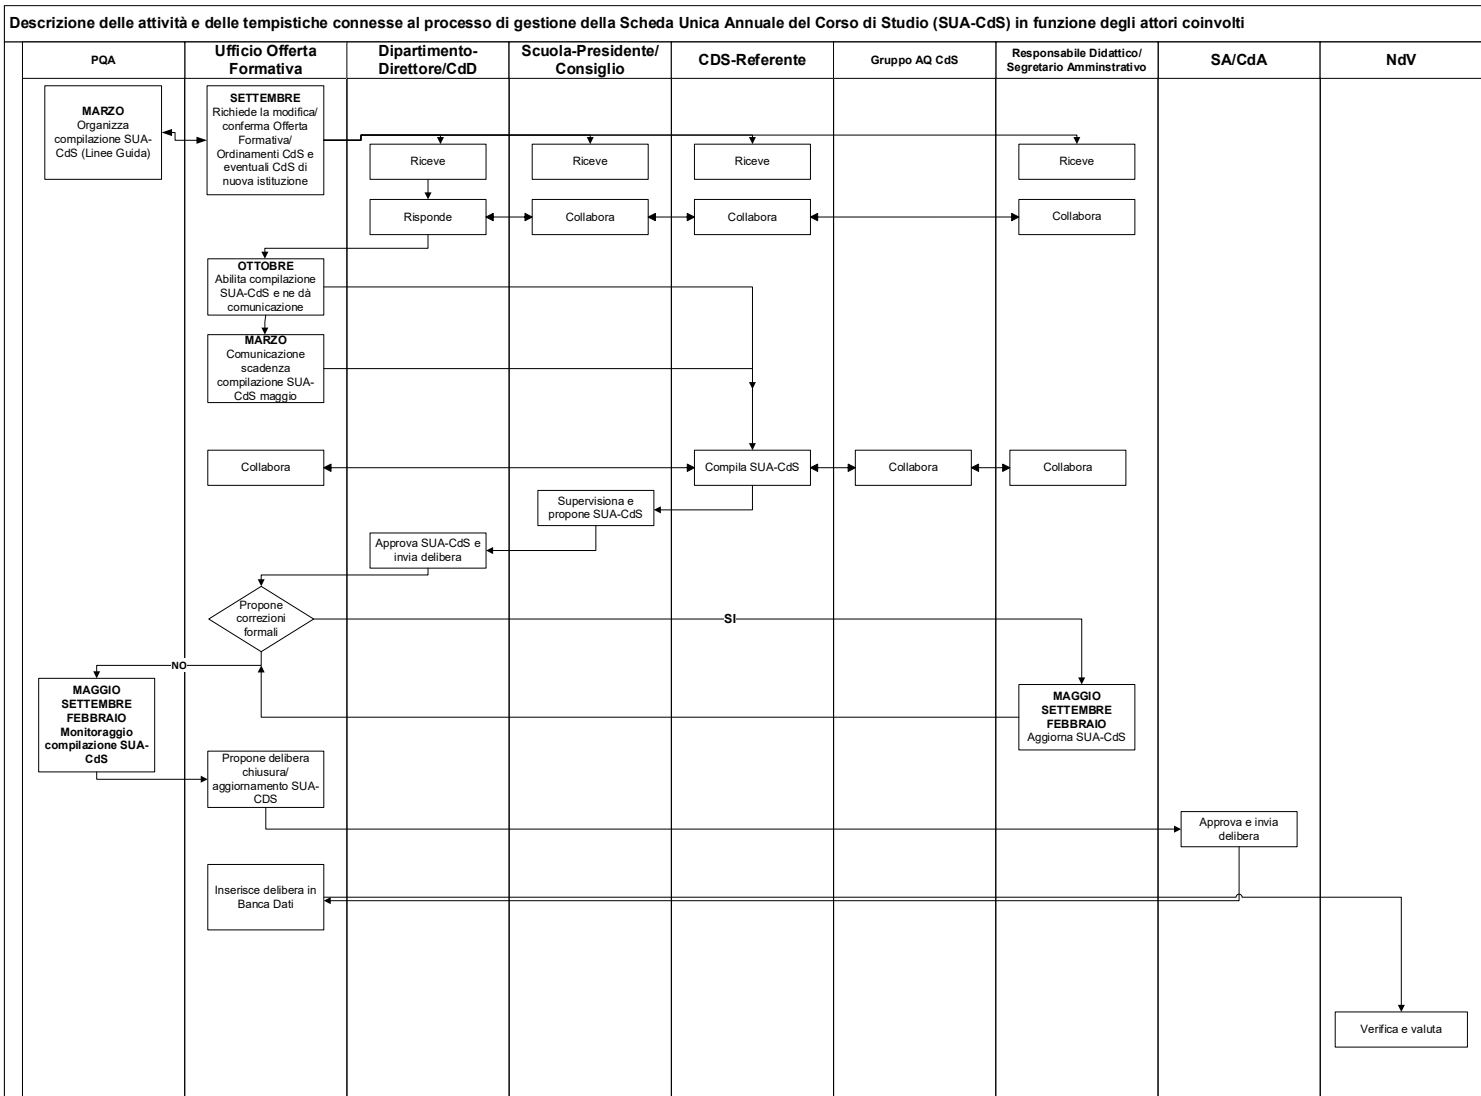 Descrizione delle attività e delle tempistiche connesse al processo di gestione della Scheda Unica Annuale del Corso di Studio (SUA-CdS) in funzione degli attori coinvolti
PQA
Ufficio Offerta
Formativa
Dipartimento-
Direttore/CdD
Scuola-Presidente/
Consiglio
CDS-Referente
Gruppo AQ CdS
Responsabile Didattico/
Segretario Amminstrativo
SA/CdA
NdV
MARZO
Organizza
compilazione SUA-
CdS (Linee Guida)
SETTEMBRE
Richiede la modifica/
conferma Offerta
Formativa/
Ordinamenti CdS e
eventuali CdS di
nuova istituzione
Riceve
Riceve
Riceve
Riceve
Risponde
Collabora
Collabora
Collabora
OTTOBRE
Abilita compilazione
SUA-CdS e ne dà
comunicazione
MARZO
Comunicazione
scadenza
compilazione SUA-
CdS maggio
Collabora
Compila SUA-CdS
Collabora
Collabora
Supervisiona e
propone SUA-CdS
Approva SUA-CdS e
invia delibera
Propone
correzioni
formali
SI
NO
MAGGIO
SETTEMBRE
FEBBRAIO
Monitoraggio
compilazione SUA-
CdS
MAGGIO
SETTEMBRE
FEBBRAIO
Aggiorna SUA-CdS
Propone delibera
chiusura/
aggiornamento SUA-
CDS
Approva e invia
delibera
Inserisce delibera in
Banca Dati
Verifica e valuta